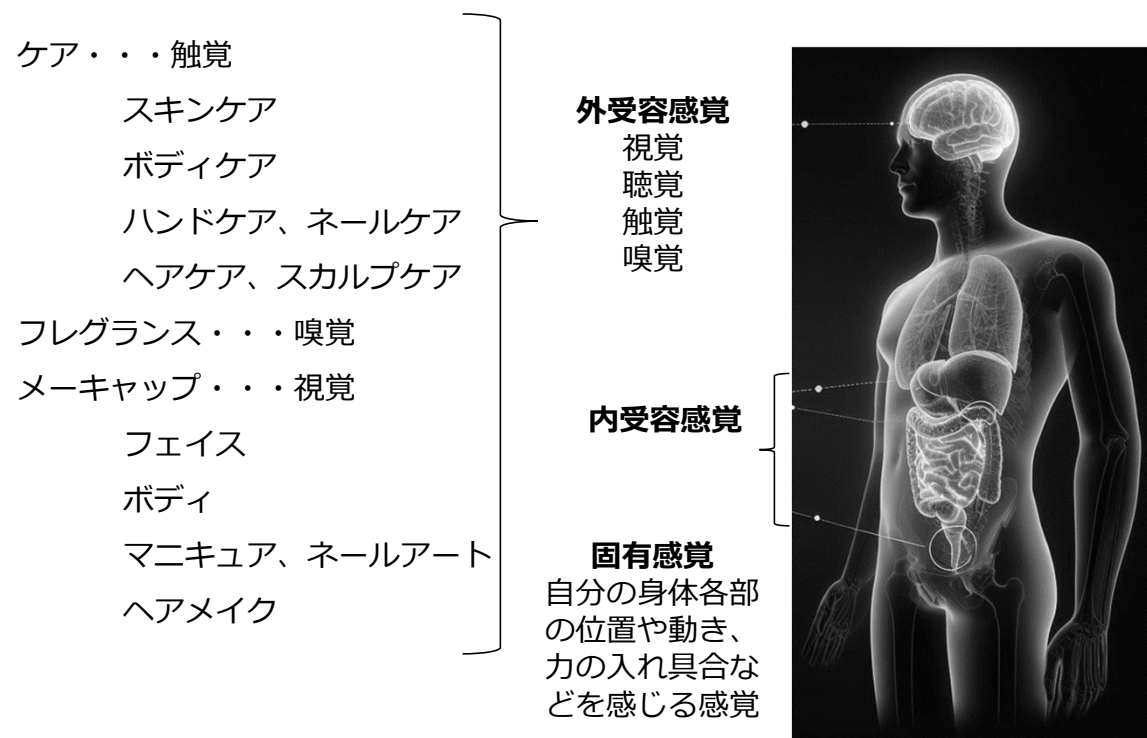 ケア・・・触覚
スキンケア
ボディケア
ハンドケア、ネールケア
ヘアケア、スカルプケア
フレグランス・・・嗅覚
メーキャップ・・・視覚
フェイス
ボディ
マニキュア、ネールアート
ヘアメイク
外受容感覚
視覚
聴覚
触覚
嗅覚
内受容感覚
固有感覚
自分の身体各部
の位置や動き、
力の入れ具合な
どを感じる感覚